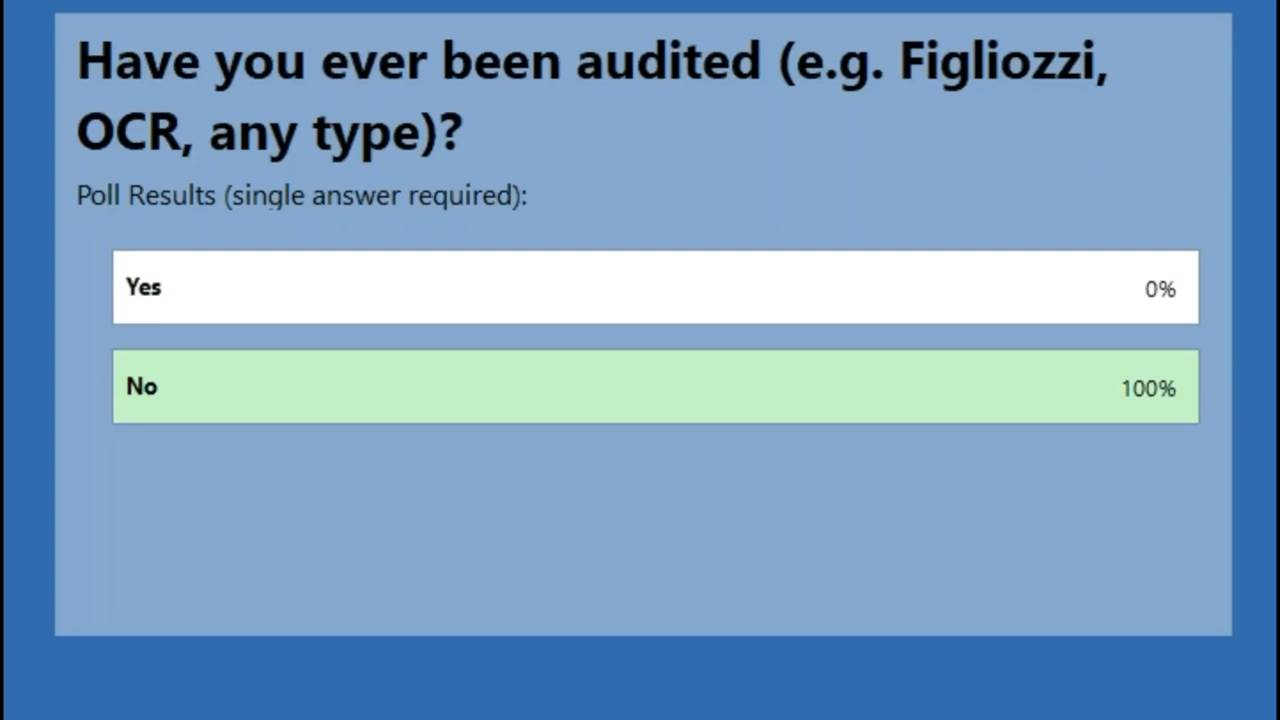 Have you ever been audited (e.g. Figliozzi,
OCR, any type)?
Poll Results (single answer required):
Yes 0%
No 100%